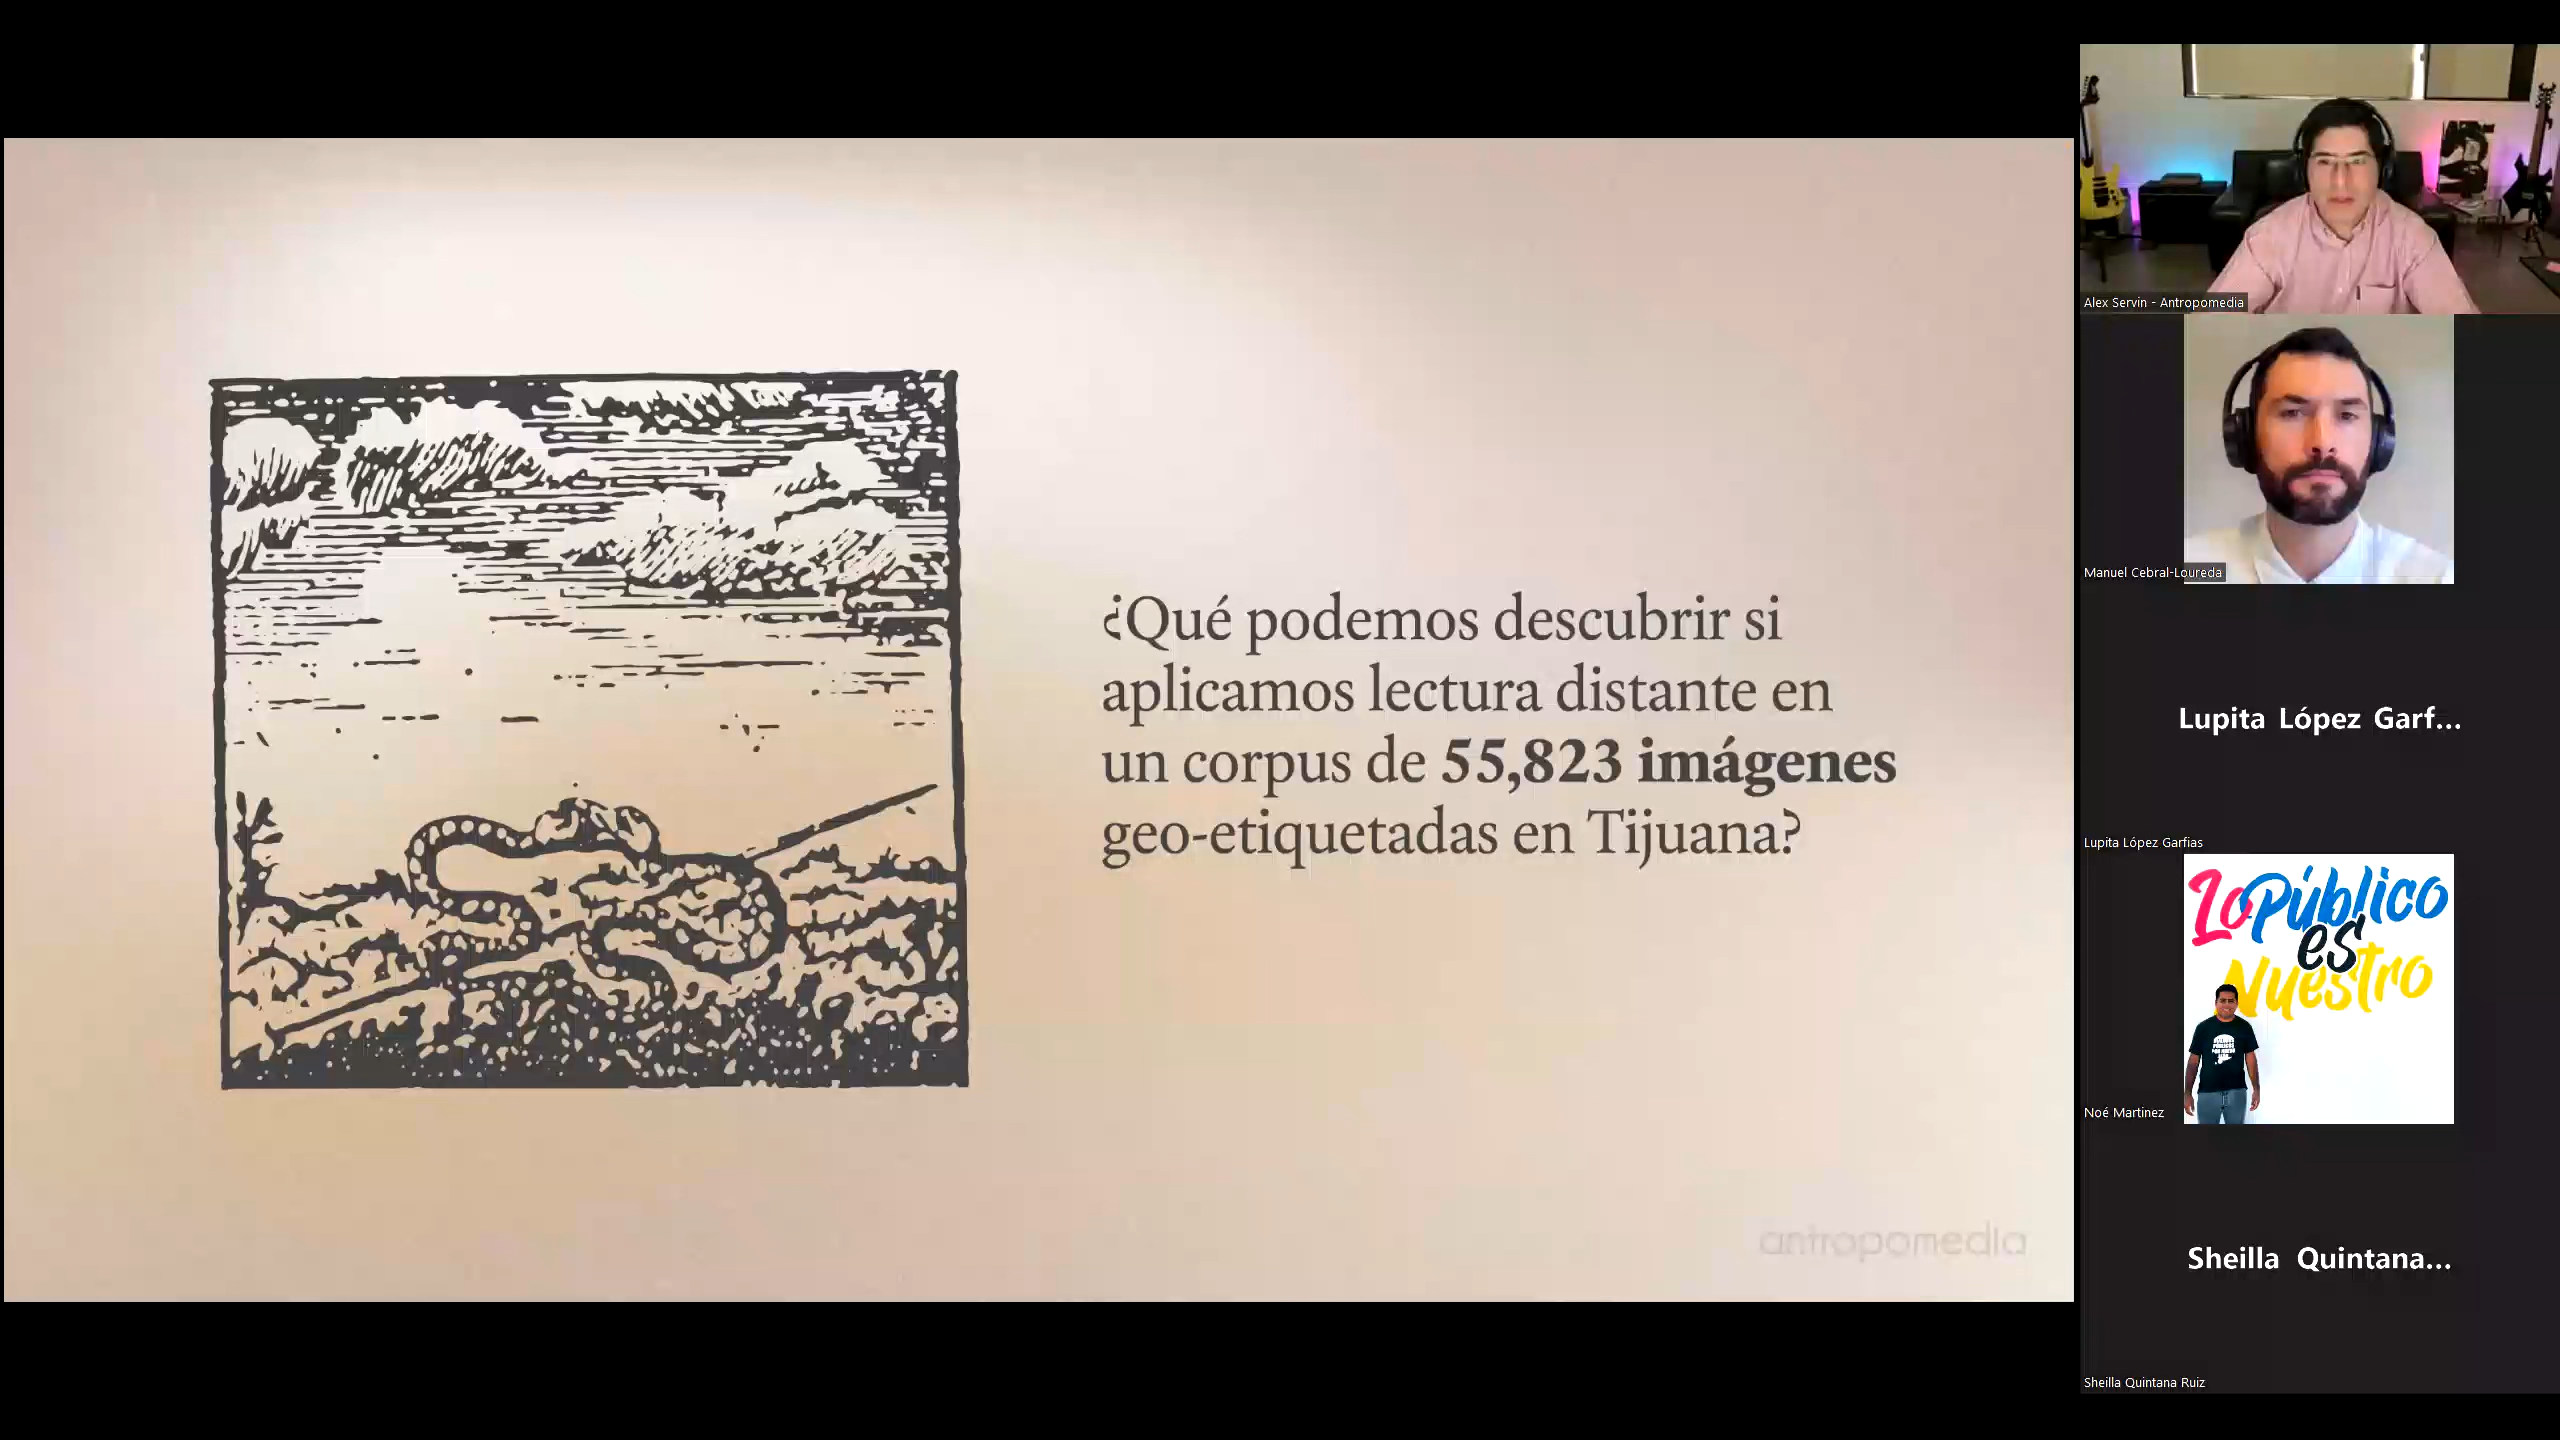 ¿Qué podemos descubrir si
aplicamos lectura distante en
un corpus de 55,823 imágenes
geo-etiquetadas en Tijuana?
antropomedia
Alex Servín - Antropomedia
Manuel Cebral-Loureda
Lupita López Garf...
Lupita López Garfias
Lo Público
es
Nuestro
Noé Martinez
Sheilla Quintana...
Sheilla Quintana Ruiz